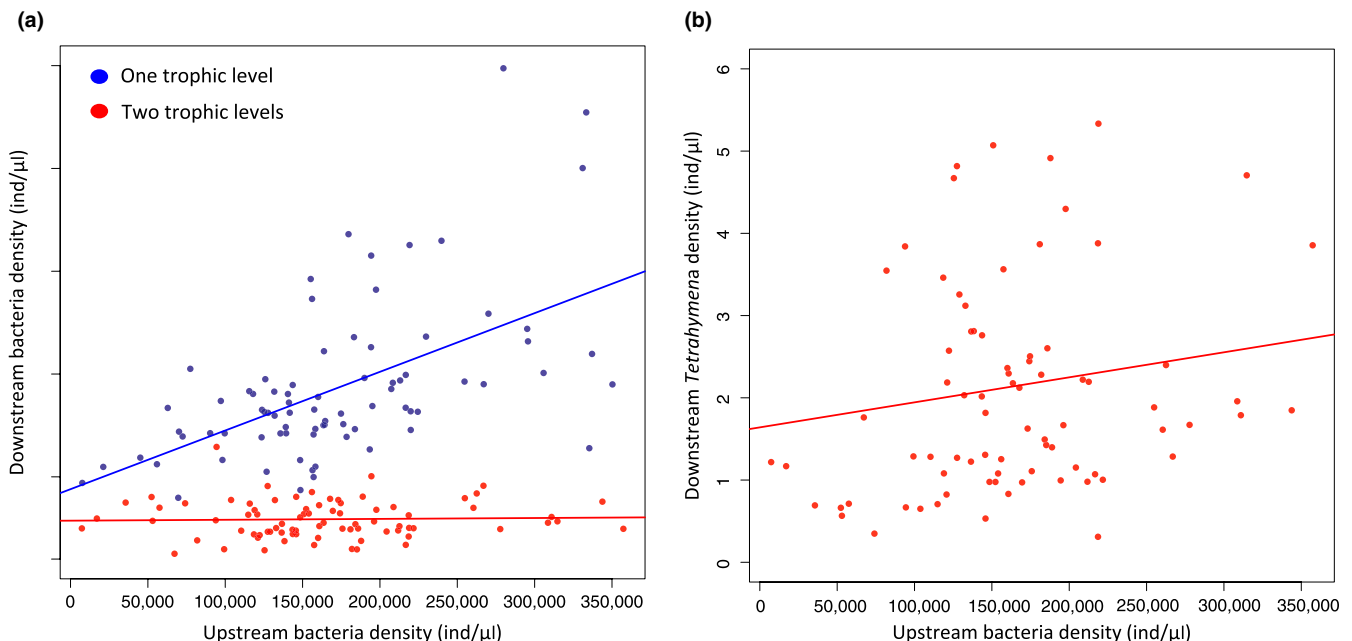 (a)
One trophic level
Two trophic levels
Downstream bacteria density (ind/µl)
0 50,000 100,000 150,000 200,000 250,000 300,000 350,000
Upstream bacteria density (ind/µl)
(b)
6
5
4
3
2
1
0
Downstream Tetrahymena density (ind/µl)
0 50,000 100,000 150,000 200,000 250,000 300,000 350,000
Upstream bacteria density (ind/µl)